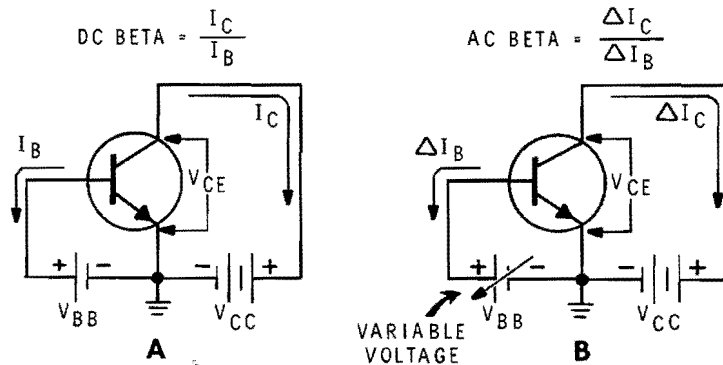 DC BETA = I_C / I_B
I_B
I_C
V_CE
+ - - +
V_BB
V_CC
A
AC BETA = ΔI_C / ΔI_B
ΔI_B
ΔI_C
V_CE
+ - - +
V_BB
V_CC
VARIABLE
VOLTAGE
B